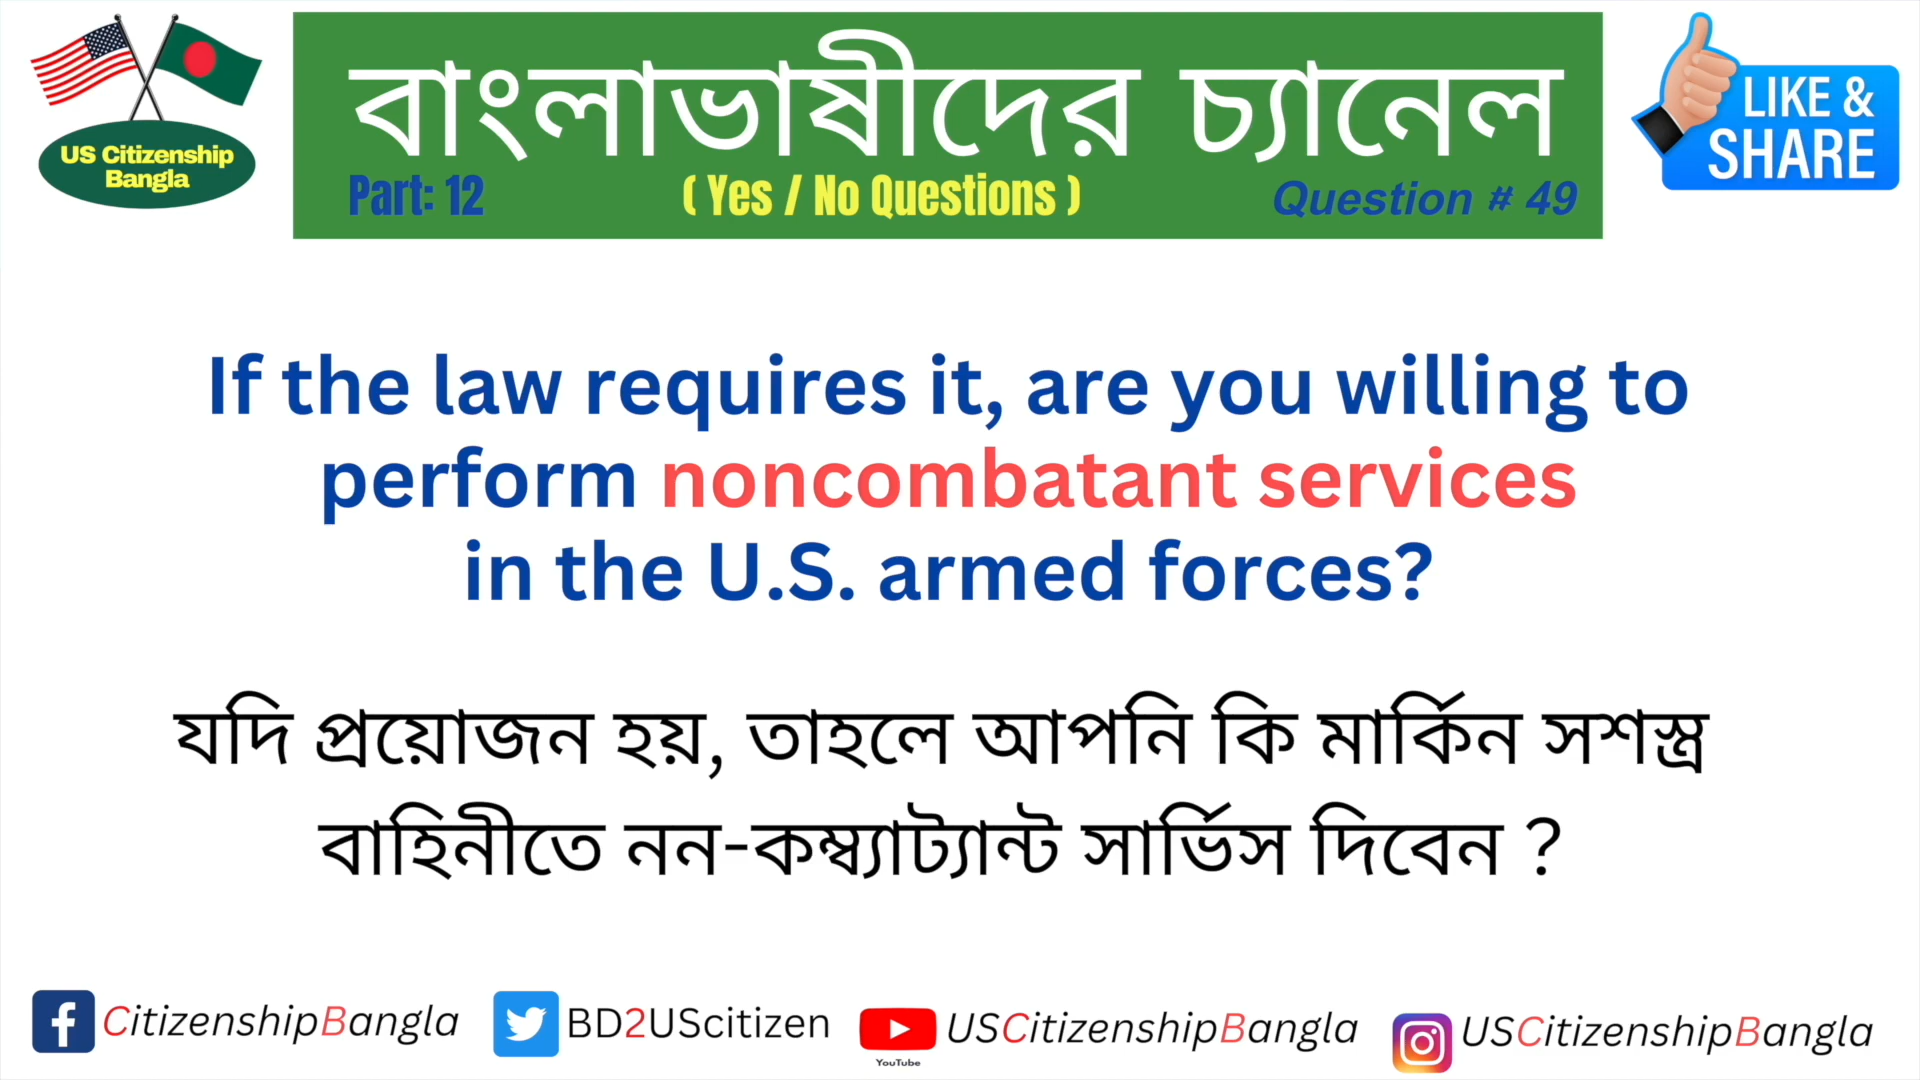 US Citizenship
Bangla
বাংলাভাষীদের চ্যানেল
Part: 12
( Yes / No Questions )
Question # 49
LIKE &
SHARE
If the law requires it, are you willing to
perform noncombatant services
in the U.S. armed forces?
যদি প্রয়োজন হয়, তাহলে আপনি কি মার্কিন সশস্ত্র
বাহিনীতে নন-কম্ব্যাট্যান্ট সার্ভিস দিবেন ?
CitizenshipBangla
BD2UScitizen
YouTube
USCitizenshipBangla
USCitizenshipBangla